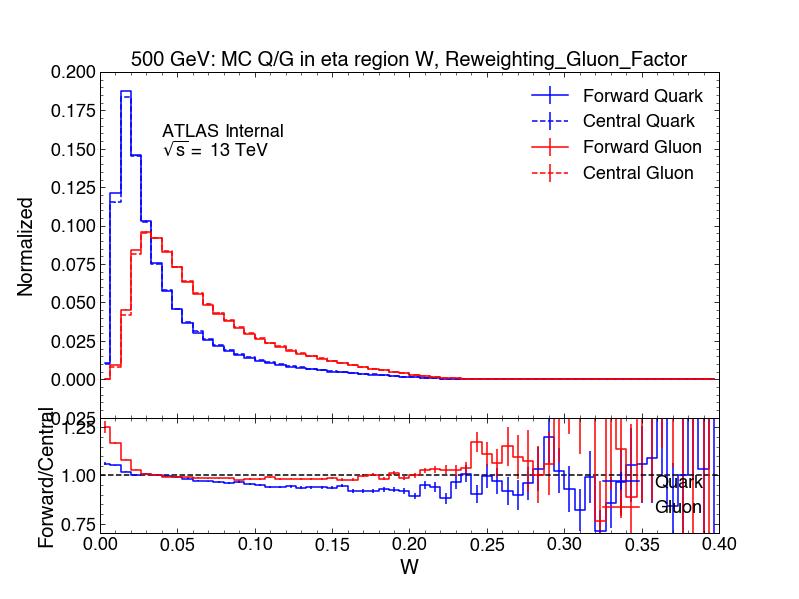 500 GeV: MC Q/G in eta region W, Reweighting_Gluon_Factor
0.200
0.175
0.150
0.125
0.100
0.075
0.050
0.025
0.000
0.025
Normalized
ATLAS Internal
√s = 13 TeV
Forward Quark
Central Quark
Forward Gluon
Central Gluon
1.25
1.00
0.75
Forward/Central
Quark
Gluon
0.00 0.05 0.10 0.15 0.20 0.25 0.30 0.35 0.40
W